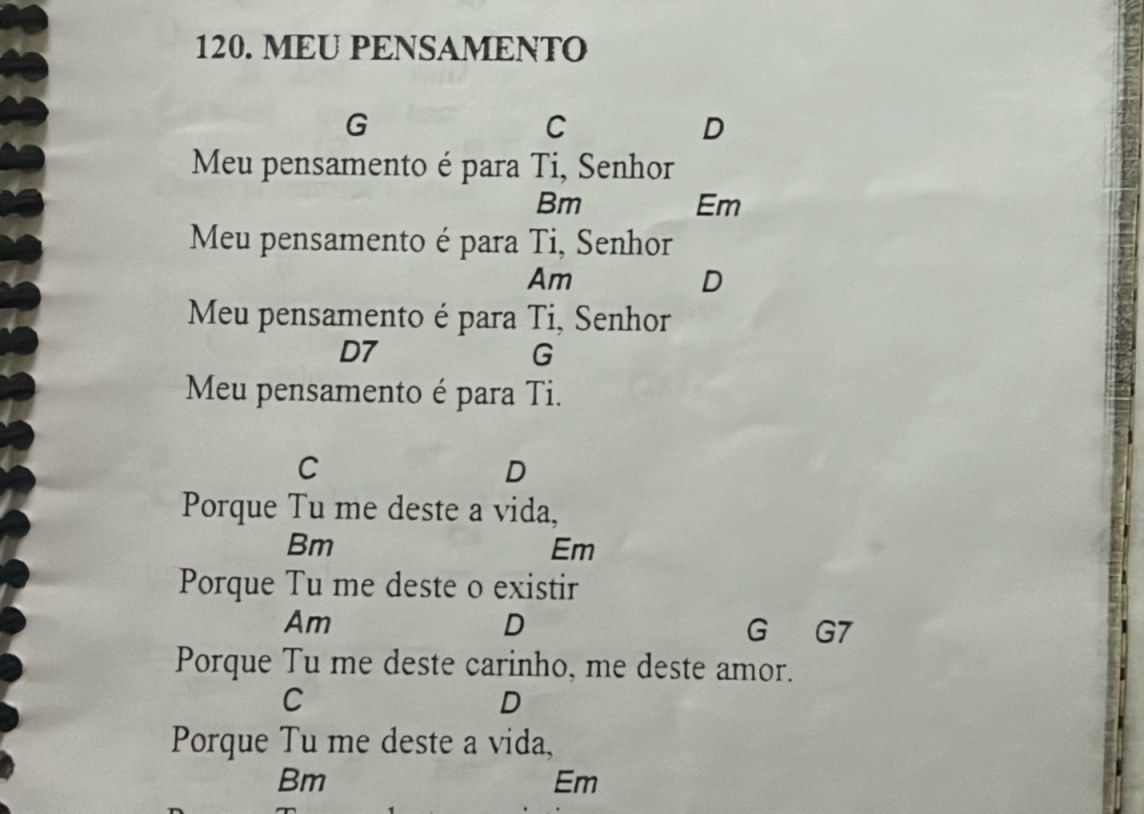 120. MEU PENSAMENTO
G C D
Meu pensamento é para Ti, Senhor
Bm Em
Meu pensamento é para Ti, Senhor
Am D
Meu pensamento é para Ti, Senhor
D7 G
Meu pensamento é para Ti.
C D
Porque Tu me deste a vida,
Bm Em
Porque Tu me deste o existir
Am D G G7
Porque Tu me deste carinho, me deste amor.
C D
Porque Tu me deste a vida,
Bm Em